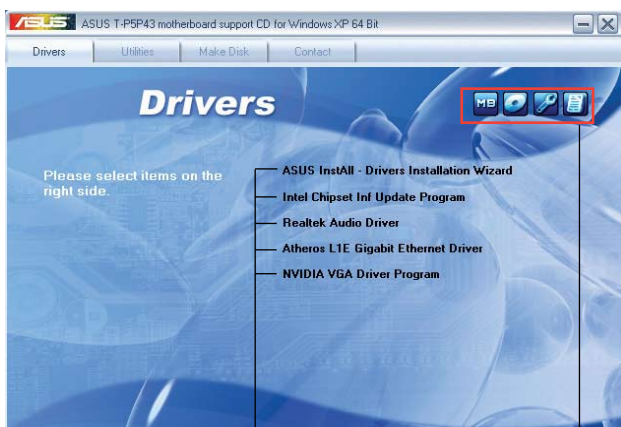 ASUS ASUS T-P5P43 motherboard support CD for Windows XP 64 Bit
Drivers Utilities Make Disk Contact
Drivers
MB
Please select items on the
right side.
ASUS InstAll - Drivers Installation Wizard
Intel Chipset Inf Update Program
Realtek Audio Driver
Atheros L1E Gigabit Ethernet Driver
NVIDIA VGA Driver Program